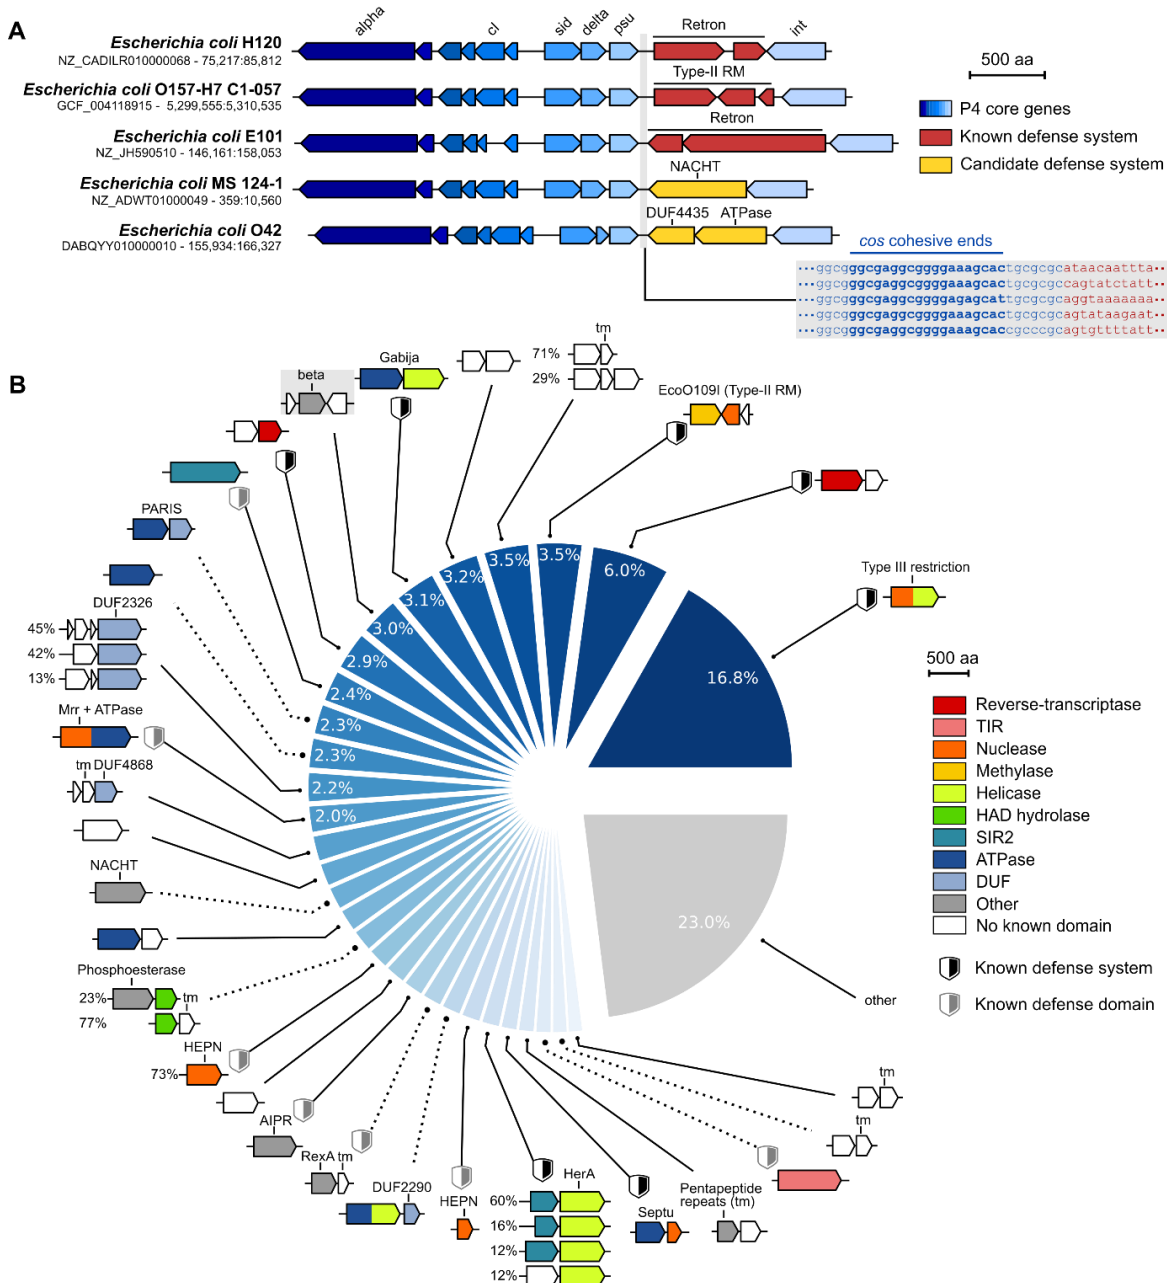 A
alpha
cI
sid
delta
psu
int
Retron
Escherichia coli H120
NZ_CADILR010000068 - 75,217:85,812
Type-II RM
Escherichia coli O157-H7 C1-057
GCF_004118915 - 5,299,555:5,310,535
Retron
Escherichia coli E101
NZ_JH590510 - 146,161:158,053
NACHT
Escherichia coli MS 124-1
NZ_ADWT01000049 - 359:10,560
DUF4435 ATPase
Escherichia coli O42
DABQYY010000010 - 155,934:166,327
500 aa
P4 core genes
Known defense system
Candidate defense system
cos cohesive ends
···ggcgggcgaggcggggaaagcactgcgcgcataacaattta··
···ggcgggcgaggcggggaaagcactgcgcgccagtatctatt··
···ggcgggcgaggcggggagagcattgcgcgcaggtaaaaaaa··
···ggcgggcgaggcggggaaagcactgcgcgcagtataagaat··
···ggcgggcgaggcggggaaagcaccgcccgcagtgttttatt··
B
beta
Gabija
tm
71%
29%
EcoO109I (Type-II RM)
PARIS
DUF2326
45%
42%
13%
Mrr + ATPase
tm DUF4868
NACHT
Phosphoesterase
23%
tm
77%
HEPN
73%
AIPR
RexA tm
DUF2290
HEPN
HerA
60%
16%
12%
12%
Septu
Pentapeptide
repeats (tm)
tm
tm
other
Type III restriction
16.8%
6.0%
3.5%
3.5%
3.2%
3.1%
3.0%
2.9%
2.4%
2.3%
2.3%
2.2%
2.0%
23.0%
500 aa
Reverse-transcriptase
TIR
Nuclease
Methylase
Helicase
HAD hydrolase
SIR2
ATPase
DUF
Other
No known domain
Known defense system
Known defense domain